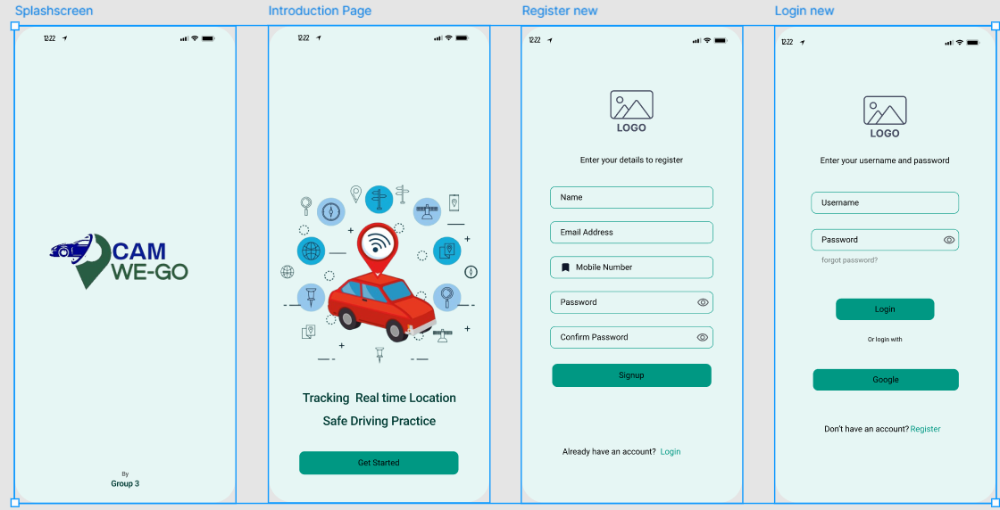 Splashscreen
12:22
CAM
WE-GO
By
Group 3
Introduction Page
12:22
Tracking Real time Location
Safe Driving Practice
Get Started
Register new
12:22
LOGO
Enter your details to register
Name
Email Address
Mobile Number
Password
Confirm Password
Signup
Already have an account? Login
Login new
12:22
LOGO
Enter your username and password
Username
Password
forgot password?
Login
Or login with
Google
Don't have an account? Register